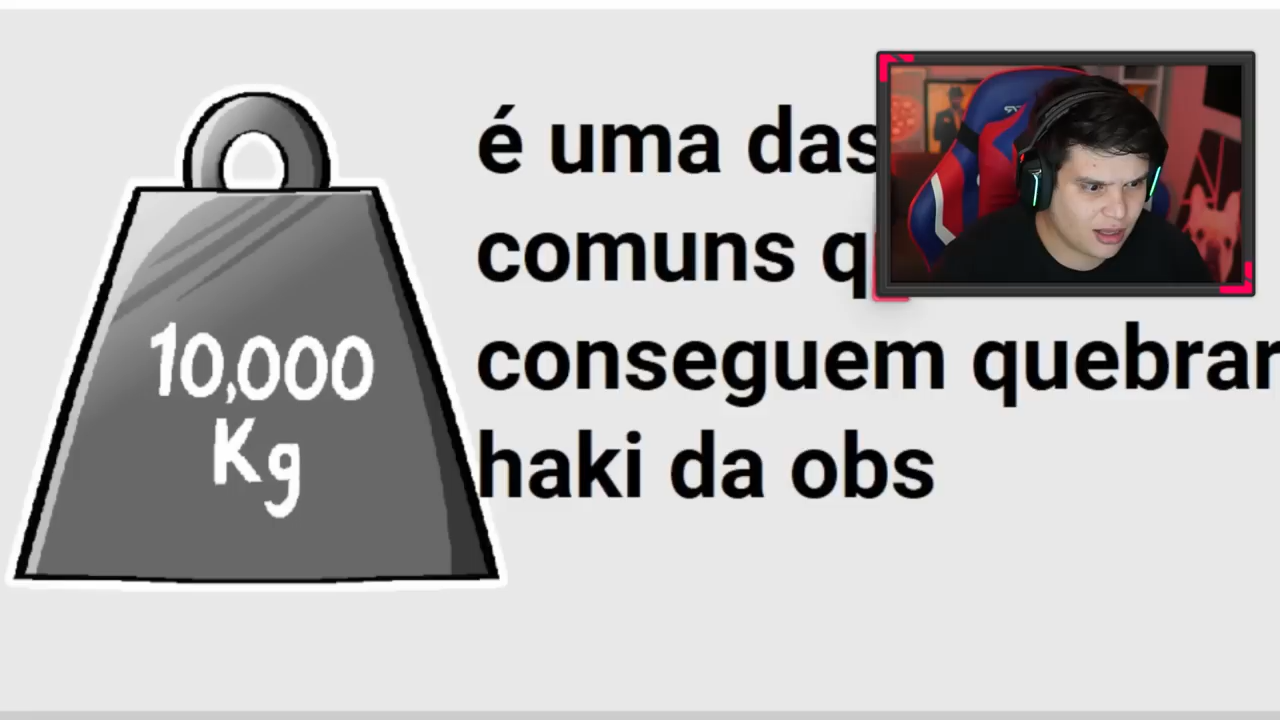 10,000
Kg
é uma das
comuns
conseguem quebrar
haki da obs